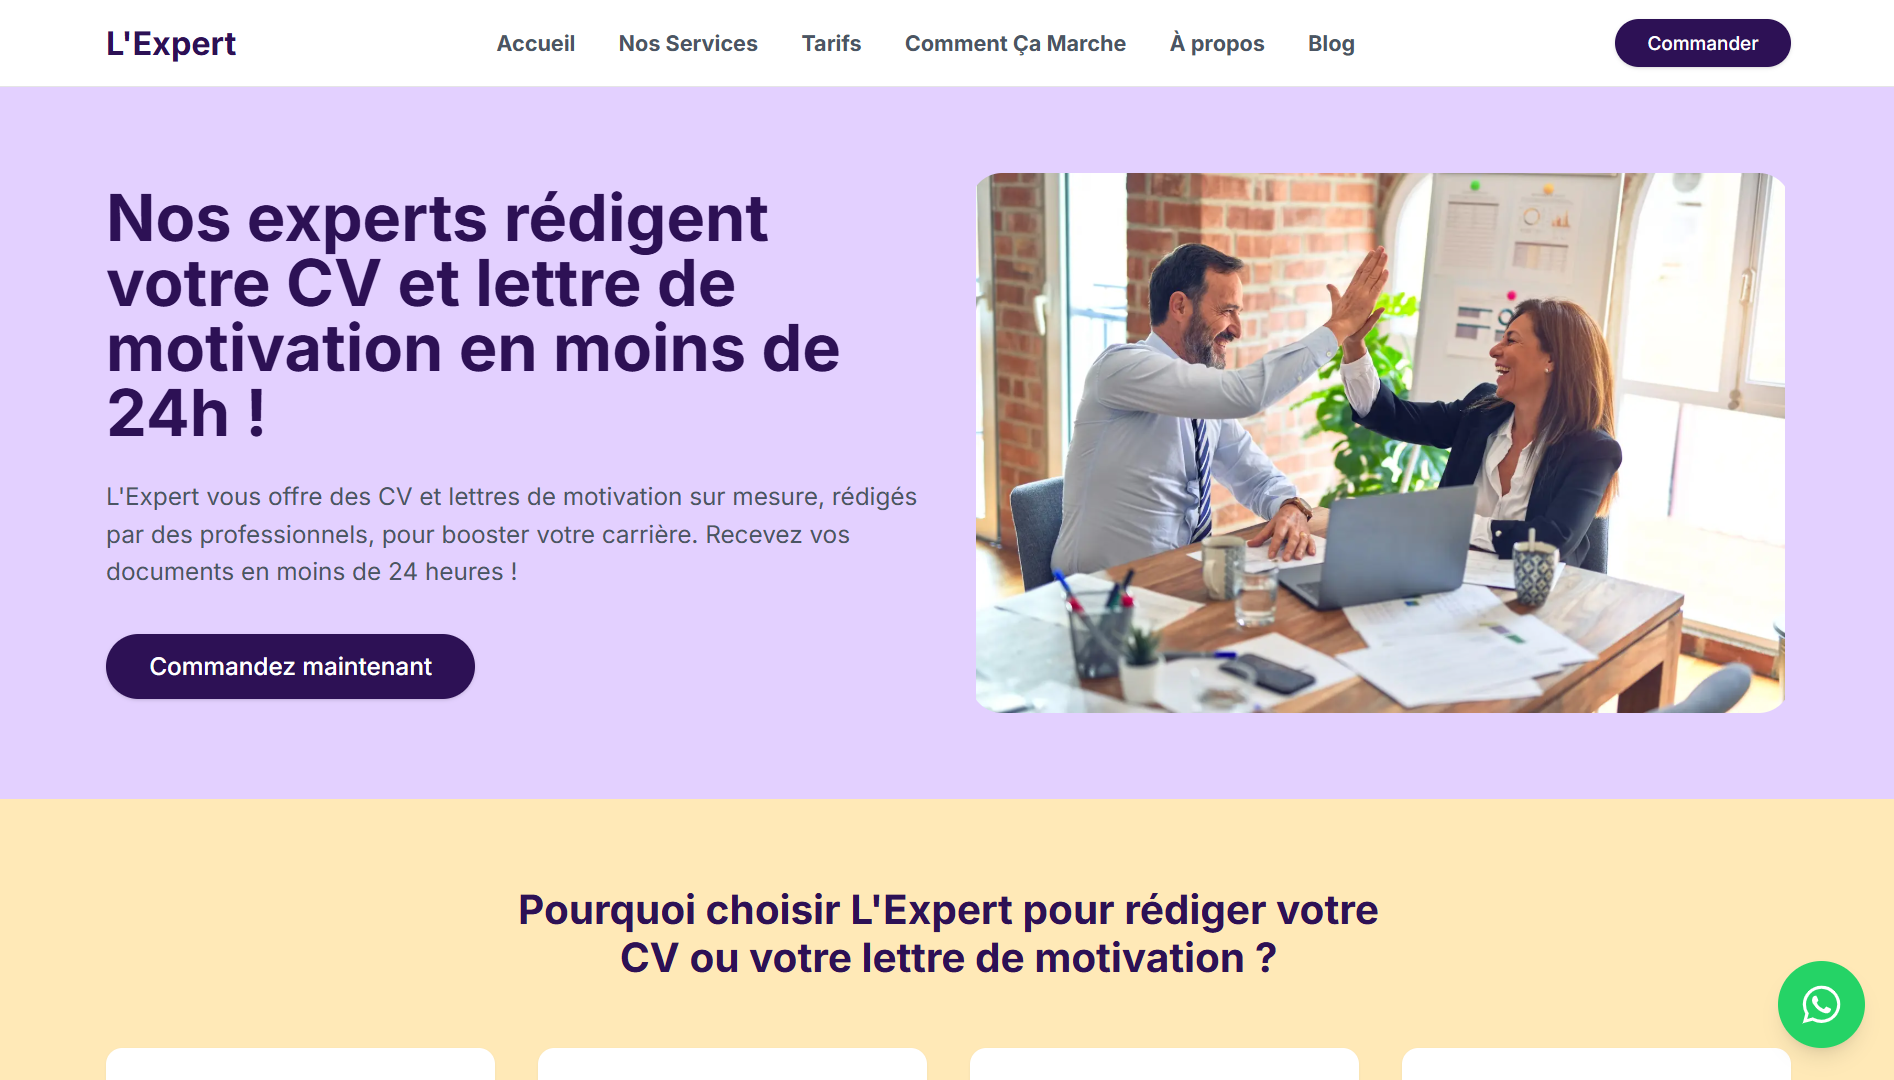 L'Expert
Accueil
Nos Services
Tarifs
Comment Ça Marche
À propos
Blog
Commander
Nos experts rédigent
votre CV et lettre de
motivation en moins de
24h !
L'Expert vous offre des CV et lettres de motivation sur mesure, rédigés
par des professionnels, pour booster votre carrière. Recevez vos
documents en moins de 24 heures !
Commandez maintenant
Pourquoi choisir L'Expert pour rédiger votre
CV ou votre lettre de motivation ?